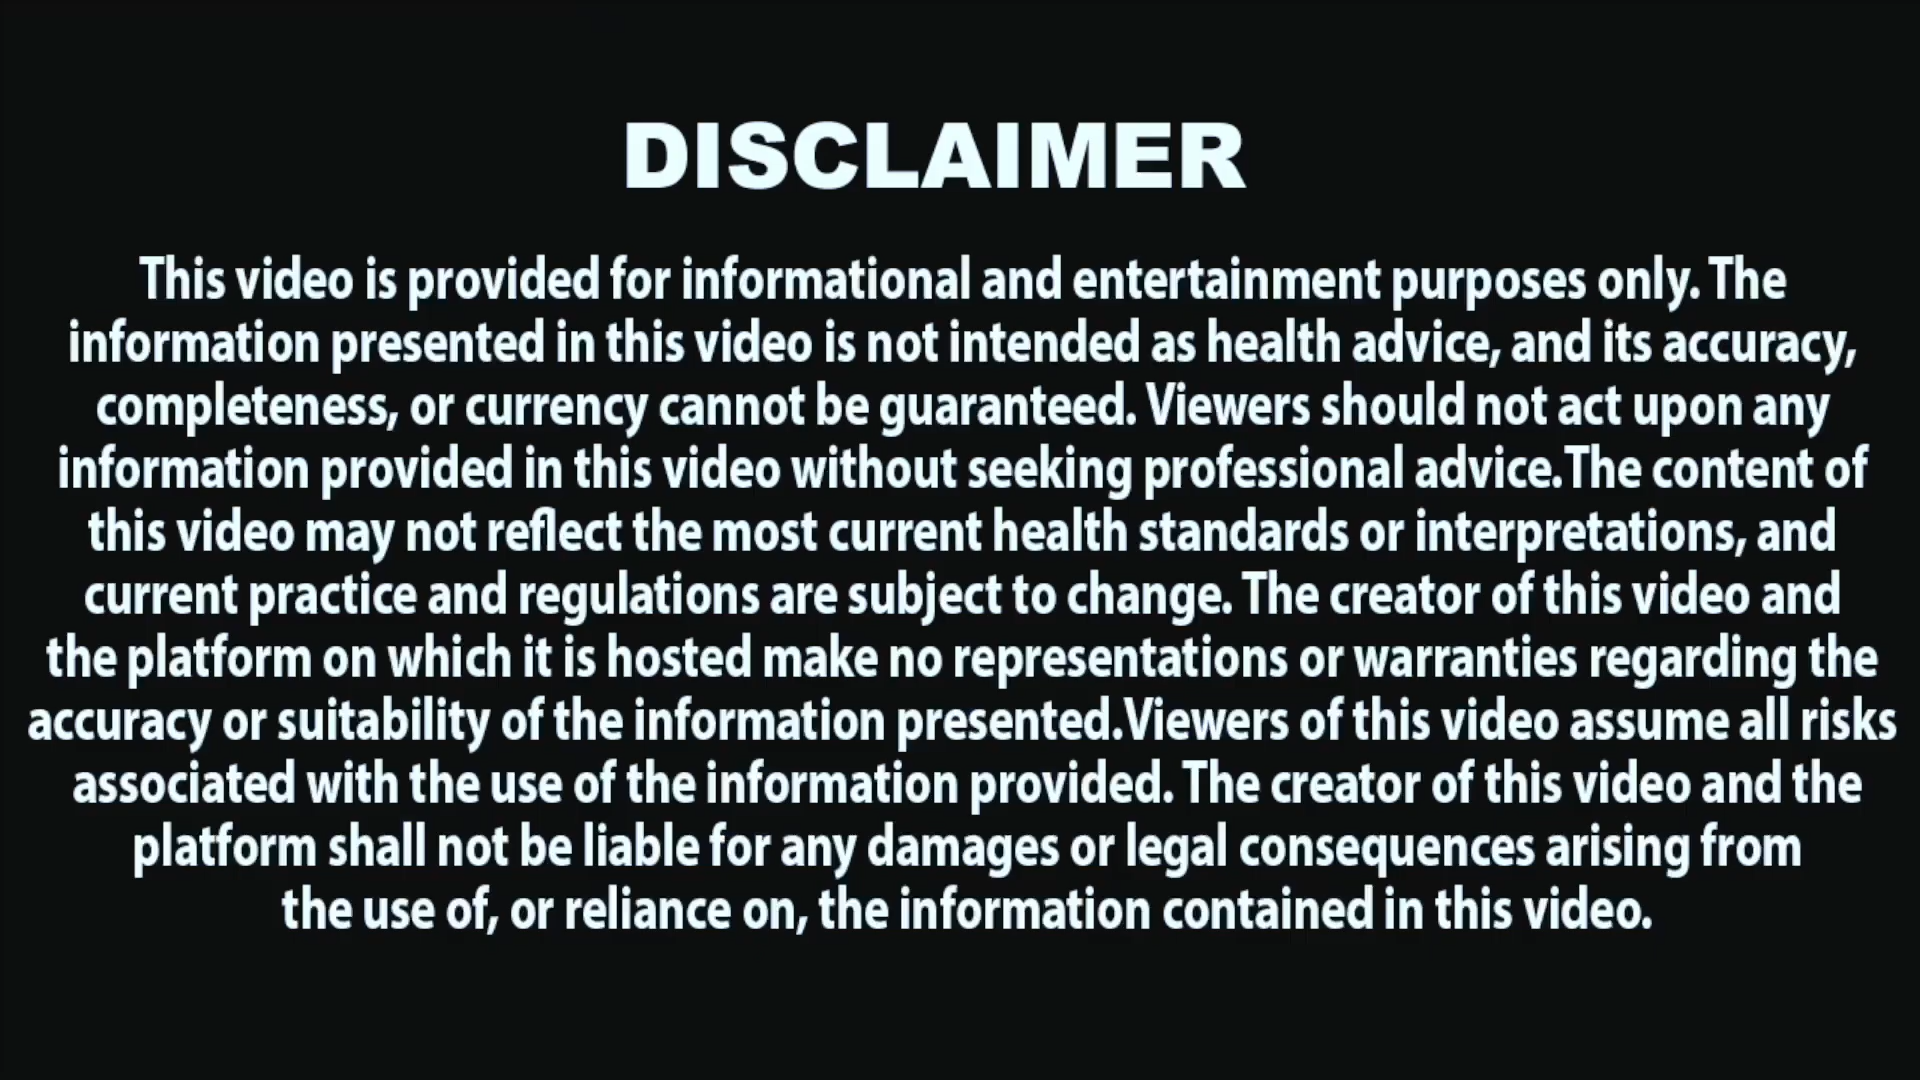 DISCLAIMER
This video is provided for informational and entertainment purposes only. The
information presented in this video is not intended as health advice, and its accuracy,
completeness, or currency cannot be guaranteed. Viewers should not act upon any
information provided in this video without seeking professional advice.The content of
this video may not reflect the most current health standards or interpretations, and
current practice and regulations are subject to change. The creator of this video and
the platform on which it is hosted make no representations or warranties regarding the
accuracy or suitability of the information presented.Viewers of this video assume all risks
associated with the use of the information provided. The creator of this video and the
platform shall not be liable for any damages or legal consequences arising from
the use of, or reliance on, the information contained in this video.